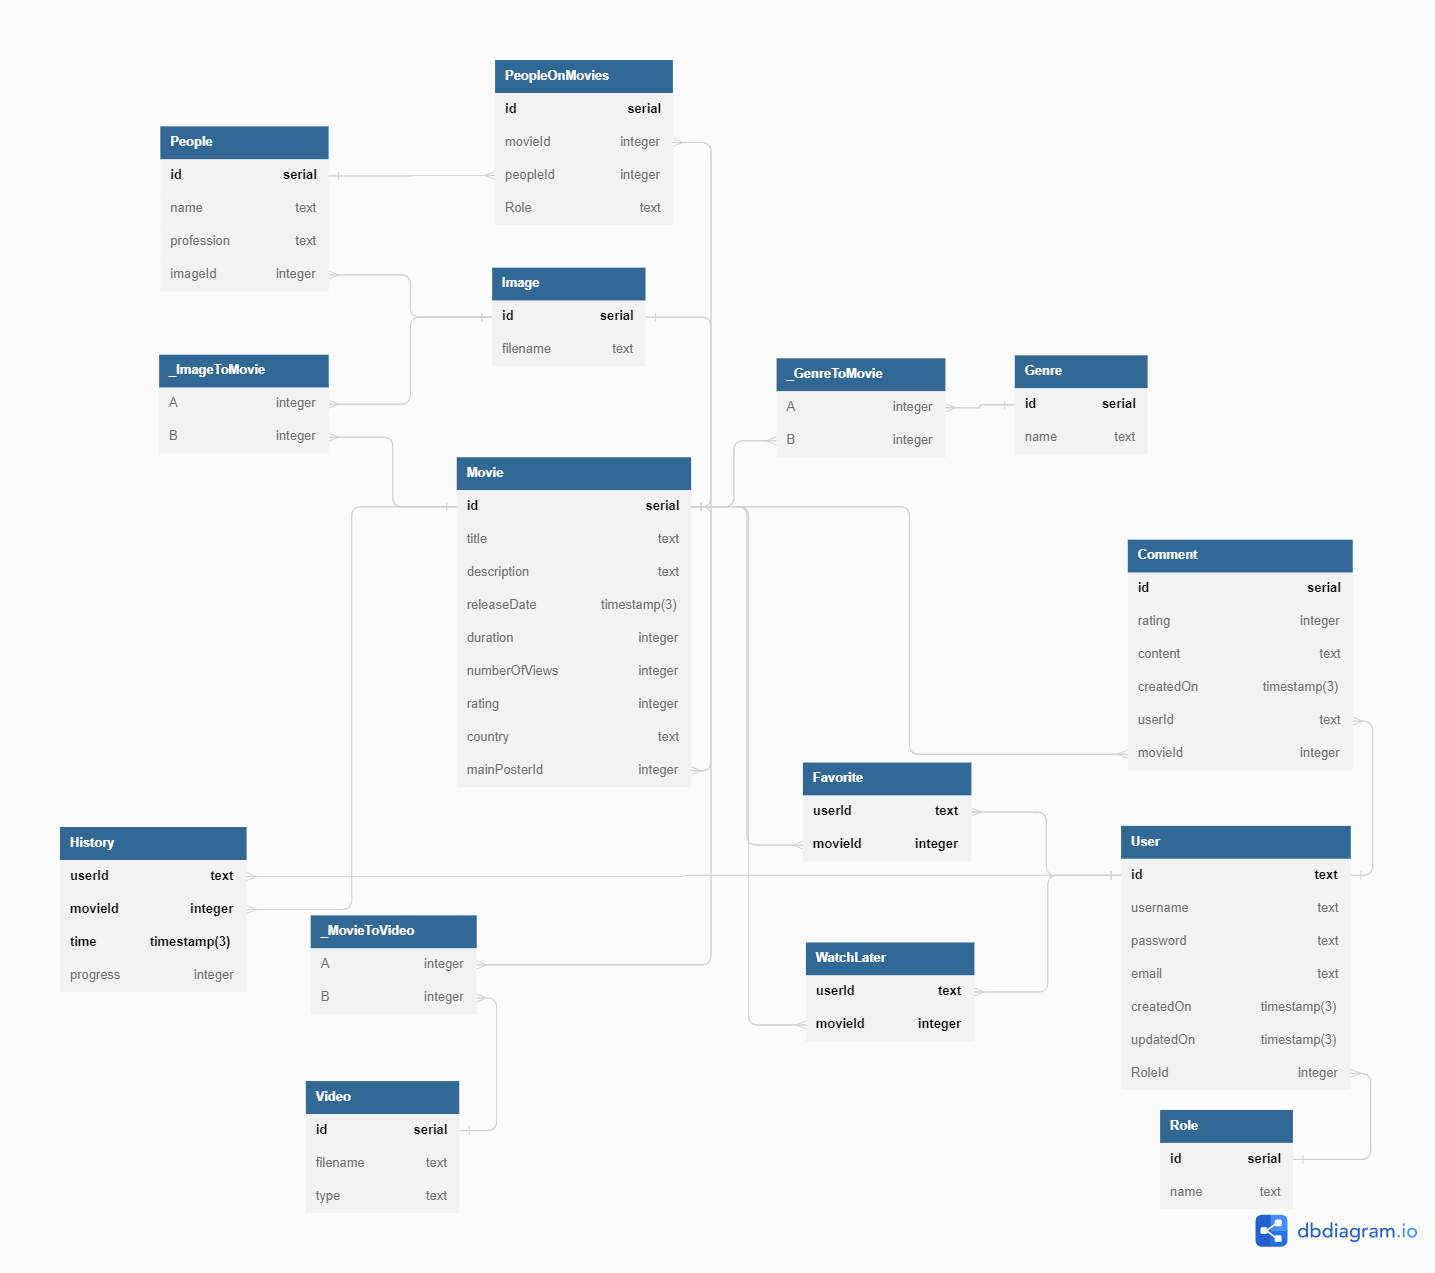 PeopleOnMovies
id serial
movieId integer
peopleId integer
Role text
People
id serial
name text
profession text
imageId integer
Image
id serial
filename text
_ImageToMovie
A integer
B integer
_GenreToMovie
A integer
B integer
Genre
id serial
name text
Movie
id serial
title text
description text
releaseDate timestamp(3)
duration integer
numberOfViews integer
rating integer
country text
mainPosterId integer
Comment
id serial
rating integer
content text
createdOn timestamp(3)
userId text
movieId integer
Favorite
userId text
movieId integer
History
userId text
movieId integer
time timestamp(3)
progress integer
User
id text
username text
password text
email text
createdOn timestamp(3)
updatedOn timestamp(3)
RoleId integer
_MovieToVideo
A integer
B integer
WatchLater
userId text
movieId integer
Video
id serial
filename text
type text
Role
id serial
name text
dbdiagram.io